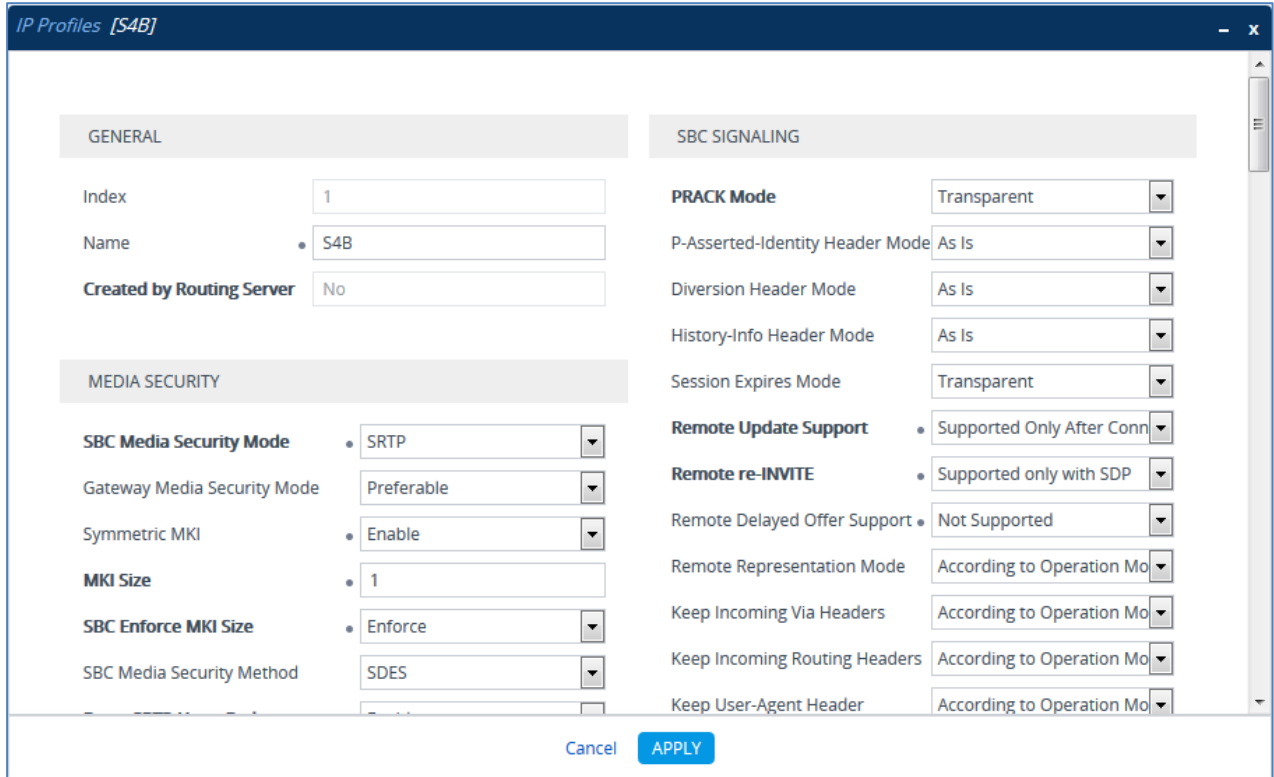 IP Profiles [S4B]
– x
GENERAL
Index 1
Name S4B
Created by Routing Server No
MEDIA SECURITY
SBC Media Security Mode SRTP
Gateway Media Security Mode Preferable
Symmetric MKI Enable
MKI Size 1
SBC Enforce MKI Size Enforce
SBC Media Security Method SDES
SBC SIGNALING
PRACK Mode Transparent
P-Asserted-Identity Header Mode As Is
Diversion Header Mode As Is
History-Info Header Mode As Is
Session Expires Mode Transparent
Remote Update Support Supported Only After Conn
Remote re-INVITE Supported only with SDP
Remote Delayed Offer Support Not Supported
Remote Representation Mode According to Operation Mo
Keep Incoming Via Headers According to Operation Mo
Keep Incoming Routing Headers According to Operation Mo
Keep User-Agent Header According to Operation Mo
Cancel APPLY